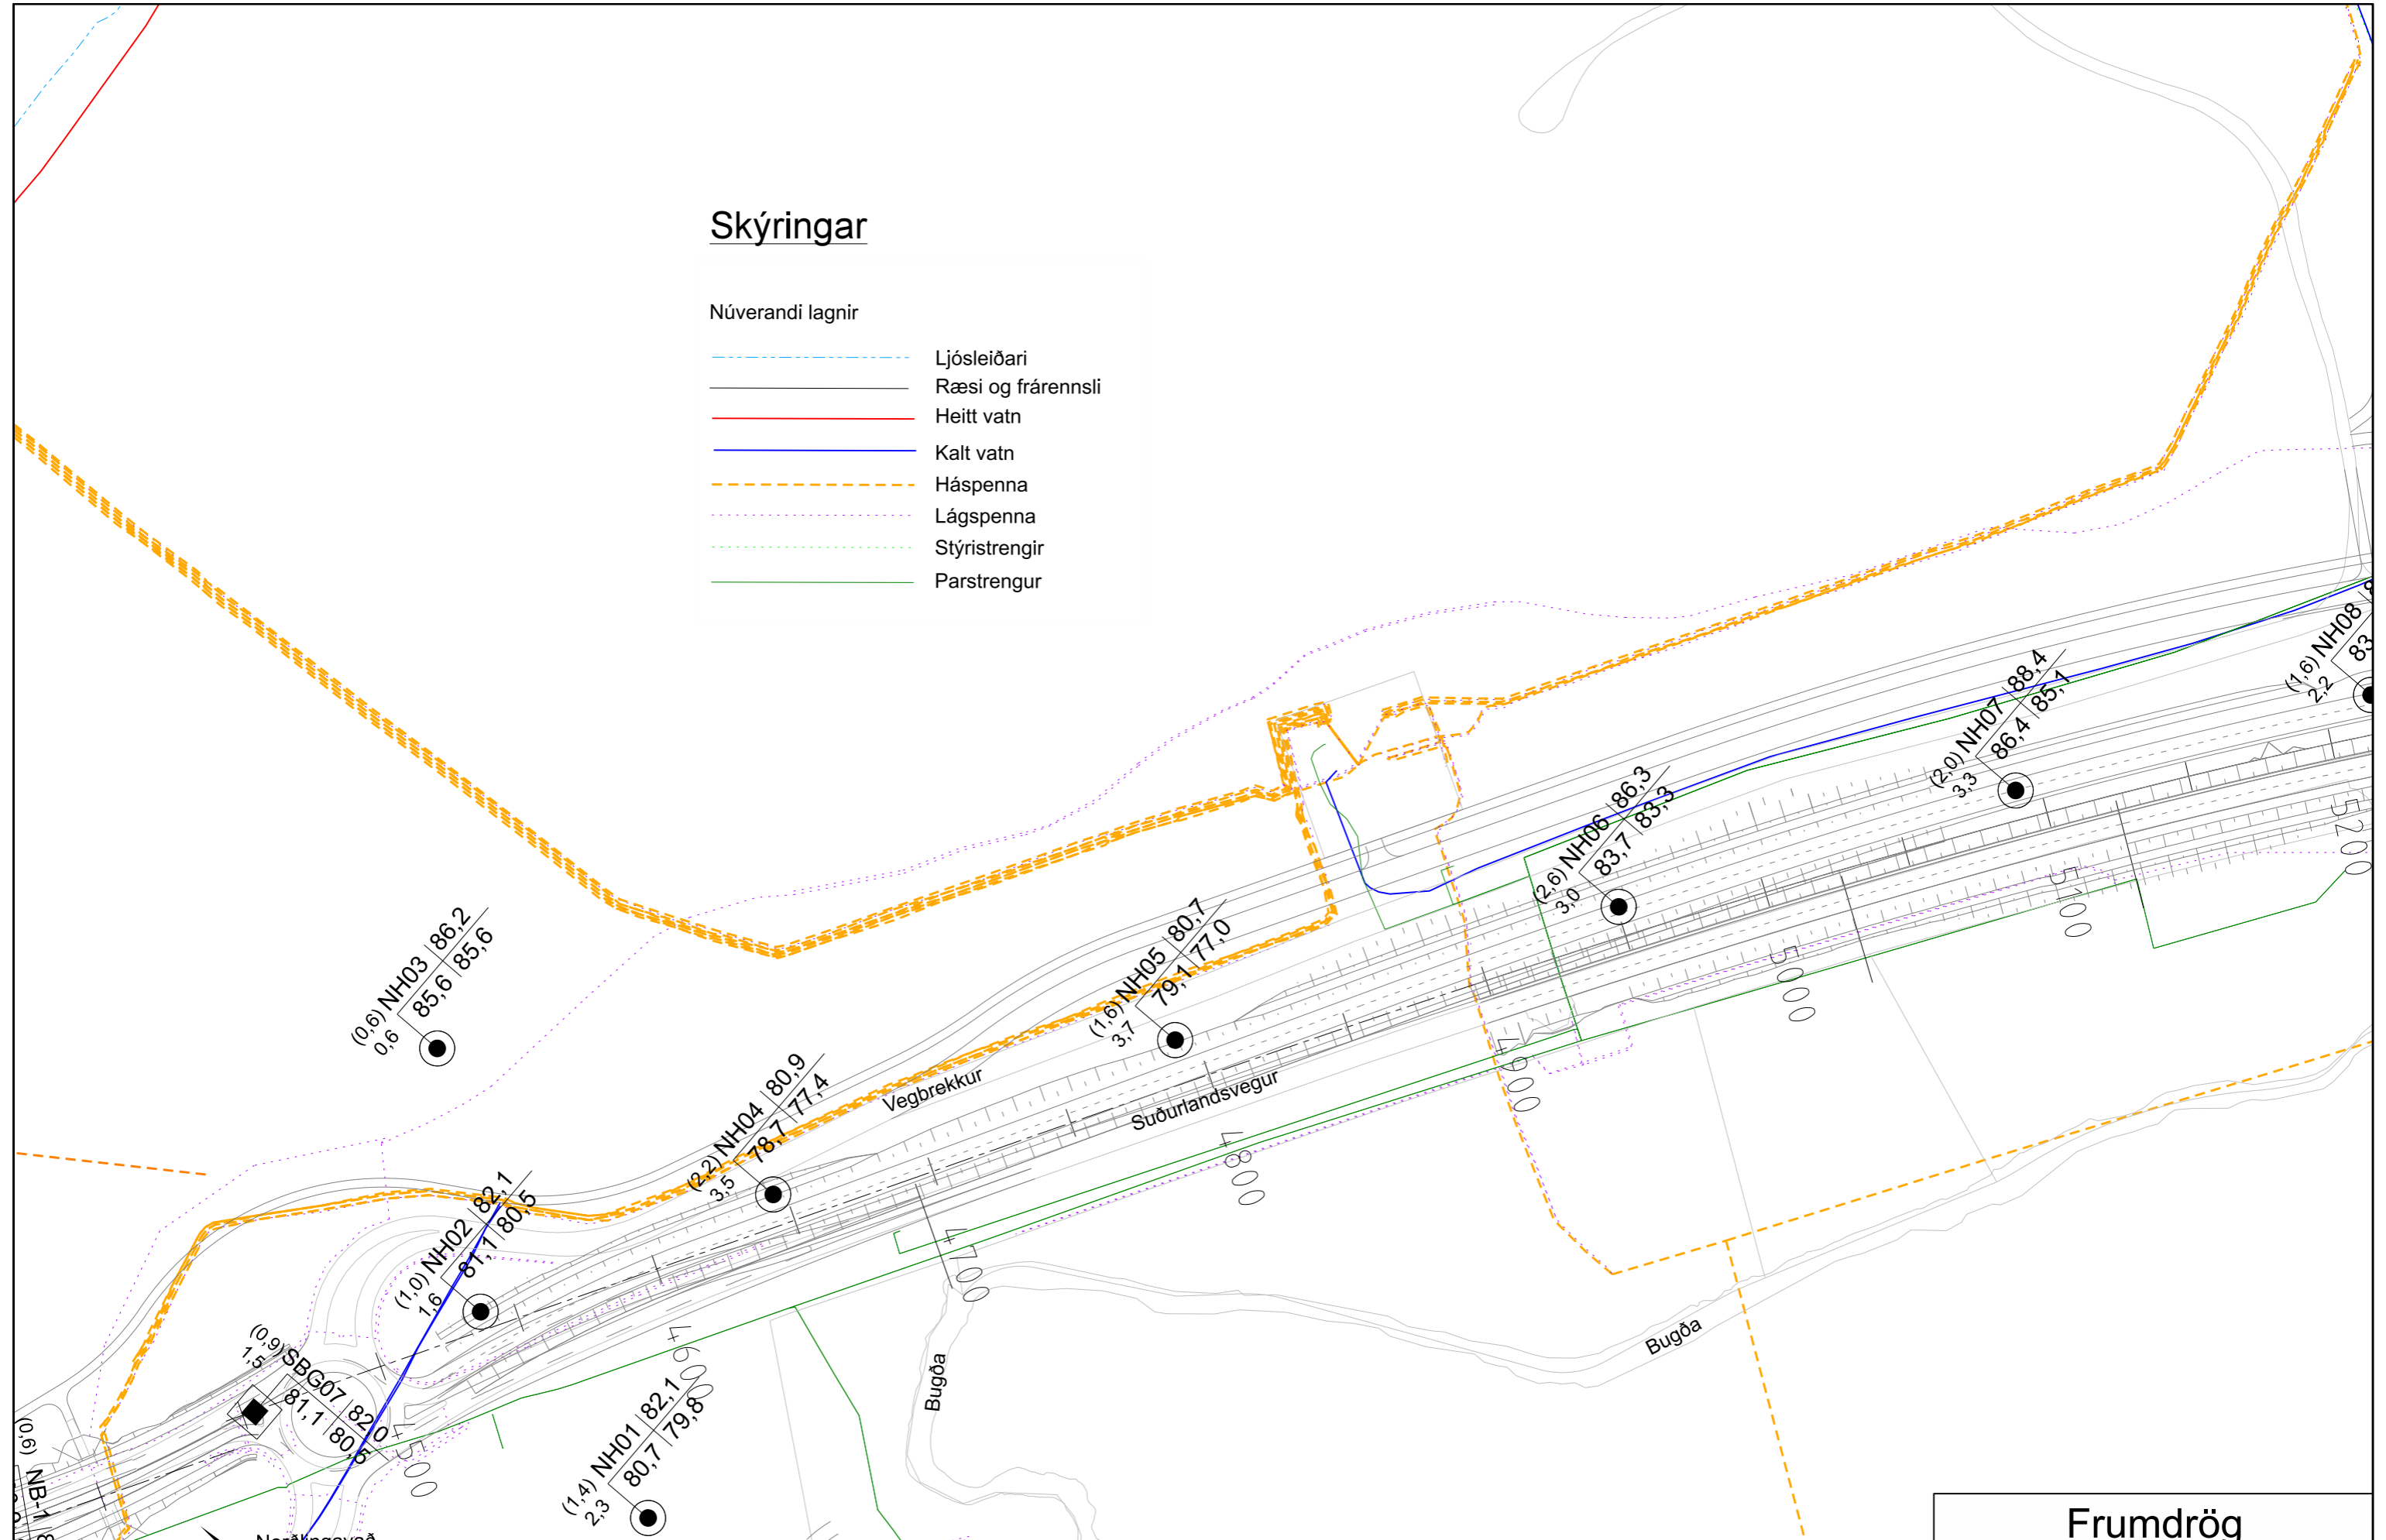 Skýringar
Núverandi lagnir
Ljósleiðari
Ræsi og frárennsli
Heitt vatn
Kalt vatn
Háspenna
Lágspenna
Stýristrengir
Parstrengur
(1,6) NH08
2,2
83
(2,0) NH07 88,4
3,3 86,4 85,1
(2,6) NH06 86,3
3,0 83,7 83,3
(1,6) NH05 80,7
3,7 79,1 77,0
(0,6) NH03 86,2
0,6 85,6 85,6
(2,2) NH04 80,9
3,5 78,7 77,4
(1,0) NH02 82,1
1,6 81,1 80,5
(0,9) SBG07 82,0
1,5 81,1 80,5
(1,4) NH01 82,1
2,3 80,7 79,8
(0,6)
NB-1
Vegbrekkur
Suðurlandsvegur
5200
5100
5000
4900
4800
4700
4600
4500
Bugða
Bugða
Frumdrög